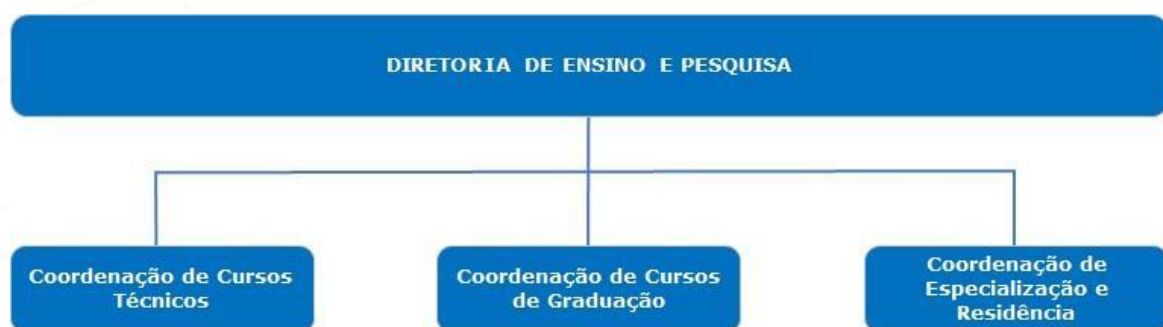 DIRETORIA DE ENSINO E PESQUISA
Coordenação de Cursos
Técnicos
Coordenação de Cursos
de Graduação
Coordenação de
Especialização e
Residência